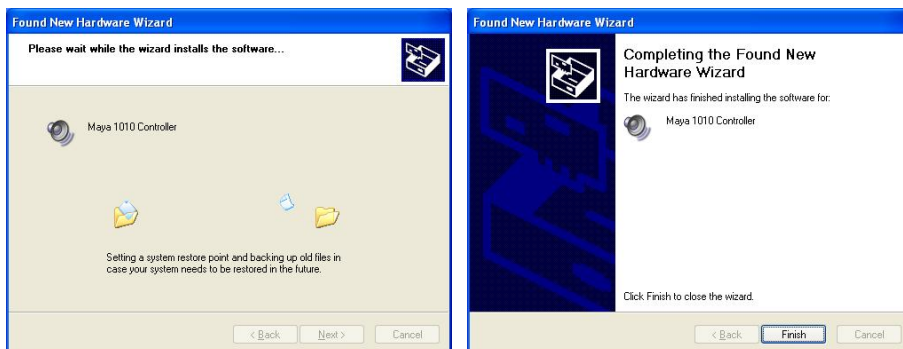 Found New Hardware Wizard
Please wait while the wizard installs the software...
Maya 1010 Controller
Setting a system restore point and backing up old files in
case your system needs to be restored in the future.
< Back
Next >
Cancel
Found New Hardware Wizard
Completing the Found New
Hardware Wizard
The wizard has finished installing the software for:
Maya 1010 Controller
Click Finish to close the wizard.
< Back
Finish
Cancel